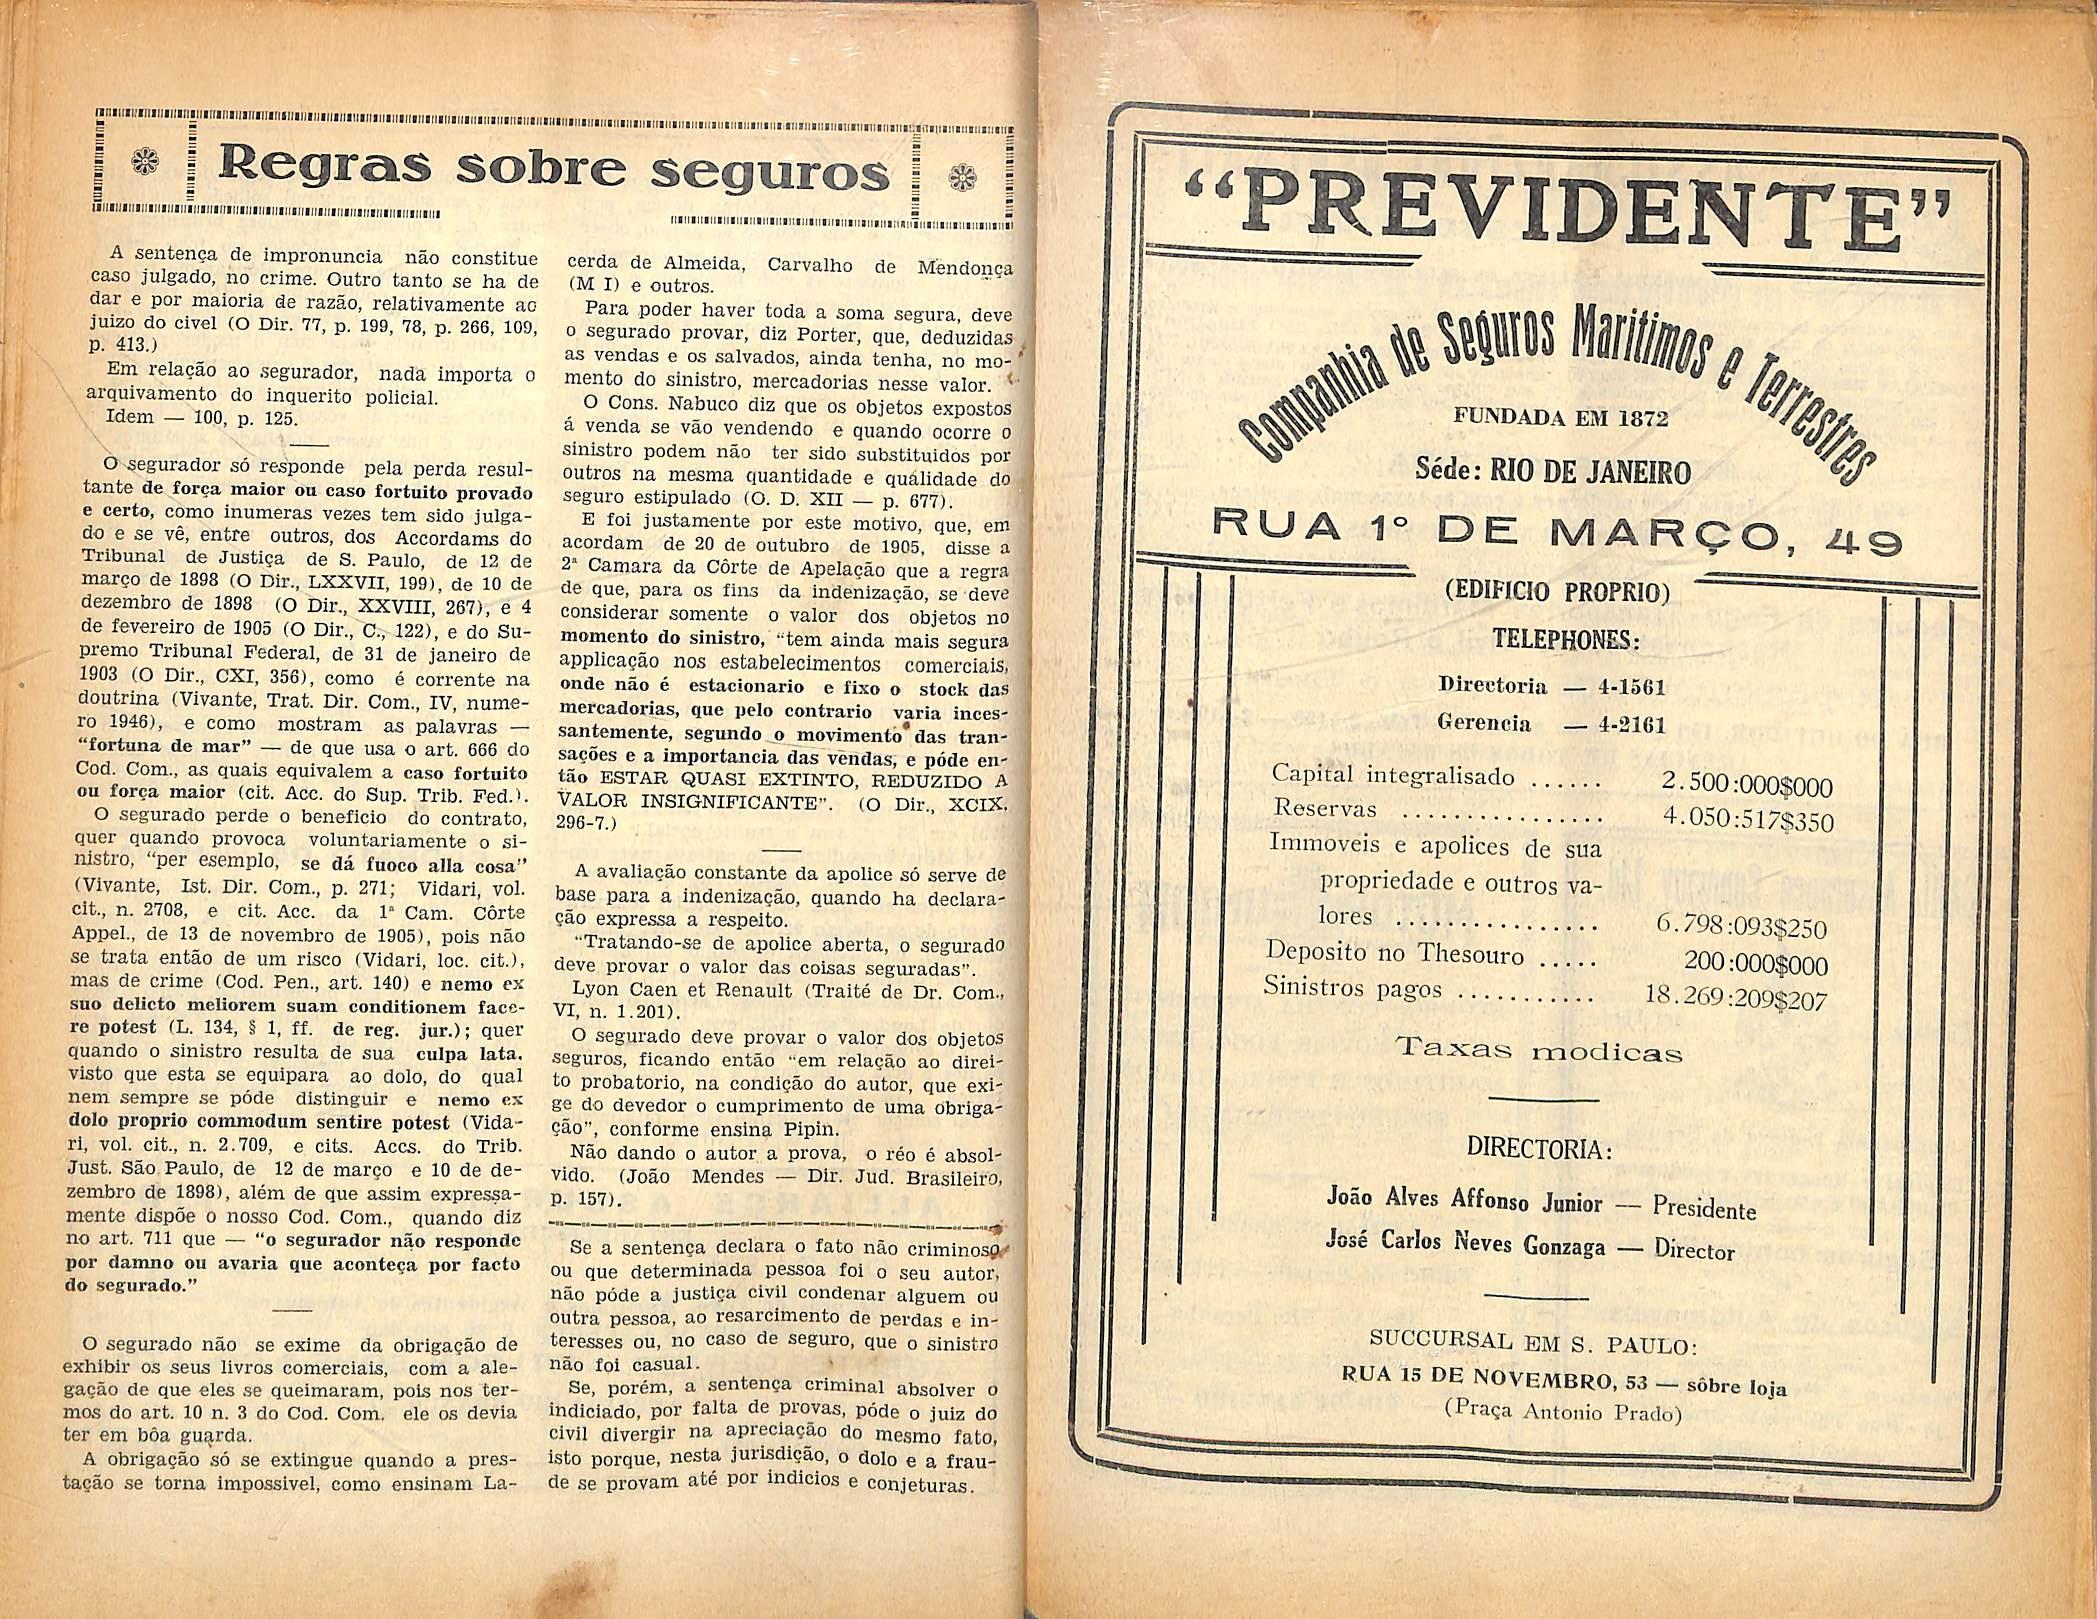 Regras sobre seguros
A sentença de impronuncia não constitue
caso julgado, no crime. Outro tanto se ha de
dar e por maioria de razão, relativamente ao
juizo do civel (O Dir. 77, p. 199, 78, p. 266, 109,
p. 413.)
Em relação ao segurador, nada importa o
arquivamento do inquerito policial.
Idem — 100, p. 125.
O segurador só responde pela perda resul-
tante de força maior ou caso fortuito provado
e certo, como inumeras vezes tem sido julga-
do e se vê, entre outros, dos Accordams do
Tribunal de Justiça de S. Paulo, de 12 de
março de 1898 (O Dir., LXXVII, 199), de 10 de
dezembro de 1898 (O Dir., XXVIII, 267), e 4
de fevereiro de 1905 (O Dir., C., 122), e do Su-
premo Tribunal Federal, de 31 de janeiro de
1903 (O Dir., CXI, 356), como é corrente na
doutrina (Vivante, Trat. Dir. Com., IV, nume-
ro 1946), e como mostram as palavras —
“fortuna de mar” — de que usa o art. 666 do
Cod. Com., as quais equivalem a caso fortuito
ou força maior (cit. Acc. do Sup. Trib. Fed.).
O segurado perde o beneficio do contrato,
quer quando provoca voluntariamente o si-
nistro, “per esemplo, se dá fuoco alla cosa”
(Vivante, Ist. Dir. Com., p. 271; Vidari, vol.
cit., n. 2708, e cit. Acc. da 1ª Cam. Côrte
Appel., de 13 de novembro de 1905), pois não
se trata então de um risco (Vidari, loc. cit.),
mas de crime (Cod. Pen., art. 140) e nemo ex
suo delicto meliorem suam conditionem face-
re potest (L. 134, § 1, ff. de reg. jur.); quer
quando o sinistro resulta de sua culpa lata,
visto que esta se equipara ao dolo, do qual
nem sempre se póde distinguir e nemo ex
dolo proprio commodum sentire potest (Vida-
ri, vol. cit., n. 2.709, e cits. Accs. do Trib.
Just. São Paulo, de 12 de março e 10 de de-
zembro de 1898), além de que assim expressa-
mente dispõe o nosso Cod. Com., quando diz
no art. 711 que — “o segurador não responde
por damno ou avaria que aconteça por facto
do segurado.”
O segurado não se exime da obrigação de
exhibir os seus livros comerciais, com a ale-
gação de que eles se queimaram, pois nos ter-
mos do art. 10 n. 3 do Cod. Com. ele os devia
ter em bôa guarda.
A obrigação só se extingue quando a pres-
tação se torna impossivel, como ensinam La-
cerda de Almeida, Carvalho de Mendonça
(M I) e outros.
Para poder haver toda a soma segura, deve
o segurado provar, diz Porter, que, deduzidas
as vendas e os salvados, ainda tenha, no mo-
mento do sinistro, mercadorias nesse valor.
O Cons. Nabuco diz que os objetos expostos
á venda se vão vendendo e quando ocorre o
sinistro podem não ter sido substituidos por
outros na mesma quantidade e qualidade do
seguro estipulado (O. D. XII — p. 677).
E foi justamente por este motivo, que, em
acordam de 20 de outubro de 1905, disse a
2ª Camara da Côrte de Apelação que a regra
de que, para os fins da indenização, se deve
considerar somente o valor dos objetos no
momento do sinistro, “tem ainda mais segura
applicação nos estabelecimentos comerciais,
onde não é estacionario e fixo o stock das
mercadorias, que pelo contrario varia inces-
santemente, segundo o movimento das tran-
sações e a importancia das vendas, e póde en-
tão ESTAR QUASI EXTINTO, REDUZIDO A
VALOR INSIGNIFICANTE”. (O Dir., XCIX,
296-7.)
A avaliação constante da apolice só serve de
base para a indenização, quando ha declara-
ção expressa a respeito.
“Tratando-se de apolice aberta, o segurado
deve provar o valor das coisas seguradas”.
Lyon Caen et Renault (Traité de Dr. Com.,
VI, n. 1.201).
O segurado deve provar o valor dos objetos
seguros, ficando então “em relação ao direi-
to probatorio, na condição do autor, que exi-
ge do devedor o cumprimento de uma obriga-
ção”, conforme ensina Pipin.
Não dando o autor a prova, o réo é absol-
vido. (João Mendes — Dir. Jud. Brasileiro,
p. 157).
Se a sentença declara o fato não criminoso
ou que determinada pessoa foi o seu autor,
não póde a justiça civil condenar alguem ou
outra pessoa, ao resarcimento de perdas e in-
teresses ou, no caso de seguro, que o sinistro
não foi casual.
Se, porém, a sentença criminal absolver o
indiciado, por falta de provas, póde o juiz do
civil divergir na apreciação do mesmo fato,
isto porque, nesta jurisdição, o dolo e a frau-
de se provam até por indicios e conjeturas.
“PREVIDENTE”
Companhia de Seguros Maritimos e Terrestres
FUNDADA EM 1872
Séde: RIO DE JANEIRO
RUA 1º DE MARÇO, 49
(EDIFICIO PROPRIO)
TELEPHONES:
Directoria — 4-1561
Gerencia — 4-2161
Capital integralisado ...... 2.500:000$000
Reservas ................ 4.050:517$350
Immoveis e apolices de sua
propriedade e outros va-
lores ................ 6.798:093$250
Deposito no Thesouro ..... 200:000$000
Sinistros pagos ........... 18.269:209$207
Taxas modicas
DIRECTORIA:
João Alves Affonso Junior — Presidente
José Carlos Neves Gonzaga — Director
SUCCURSAL EM S. PAULO:
RUA 15 DE NOVEMBRO, 53 — sôbre loja
(Praça Antonio Prado)